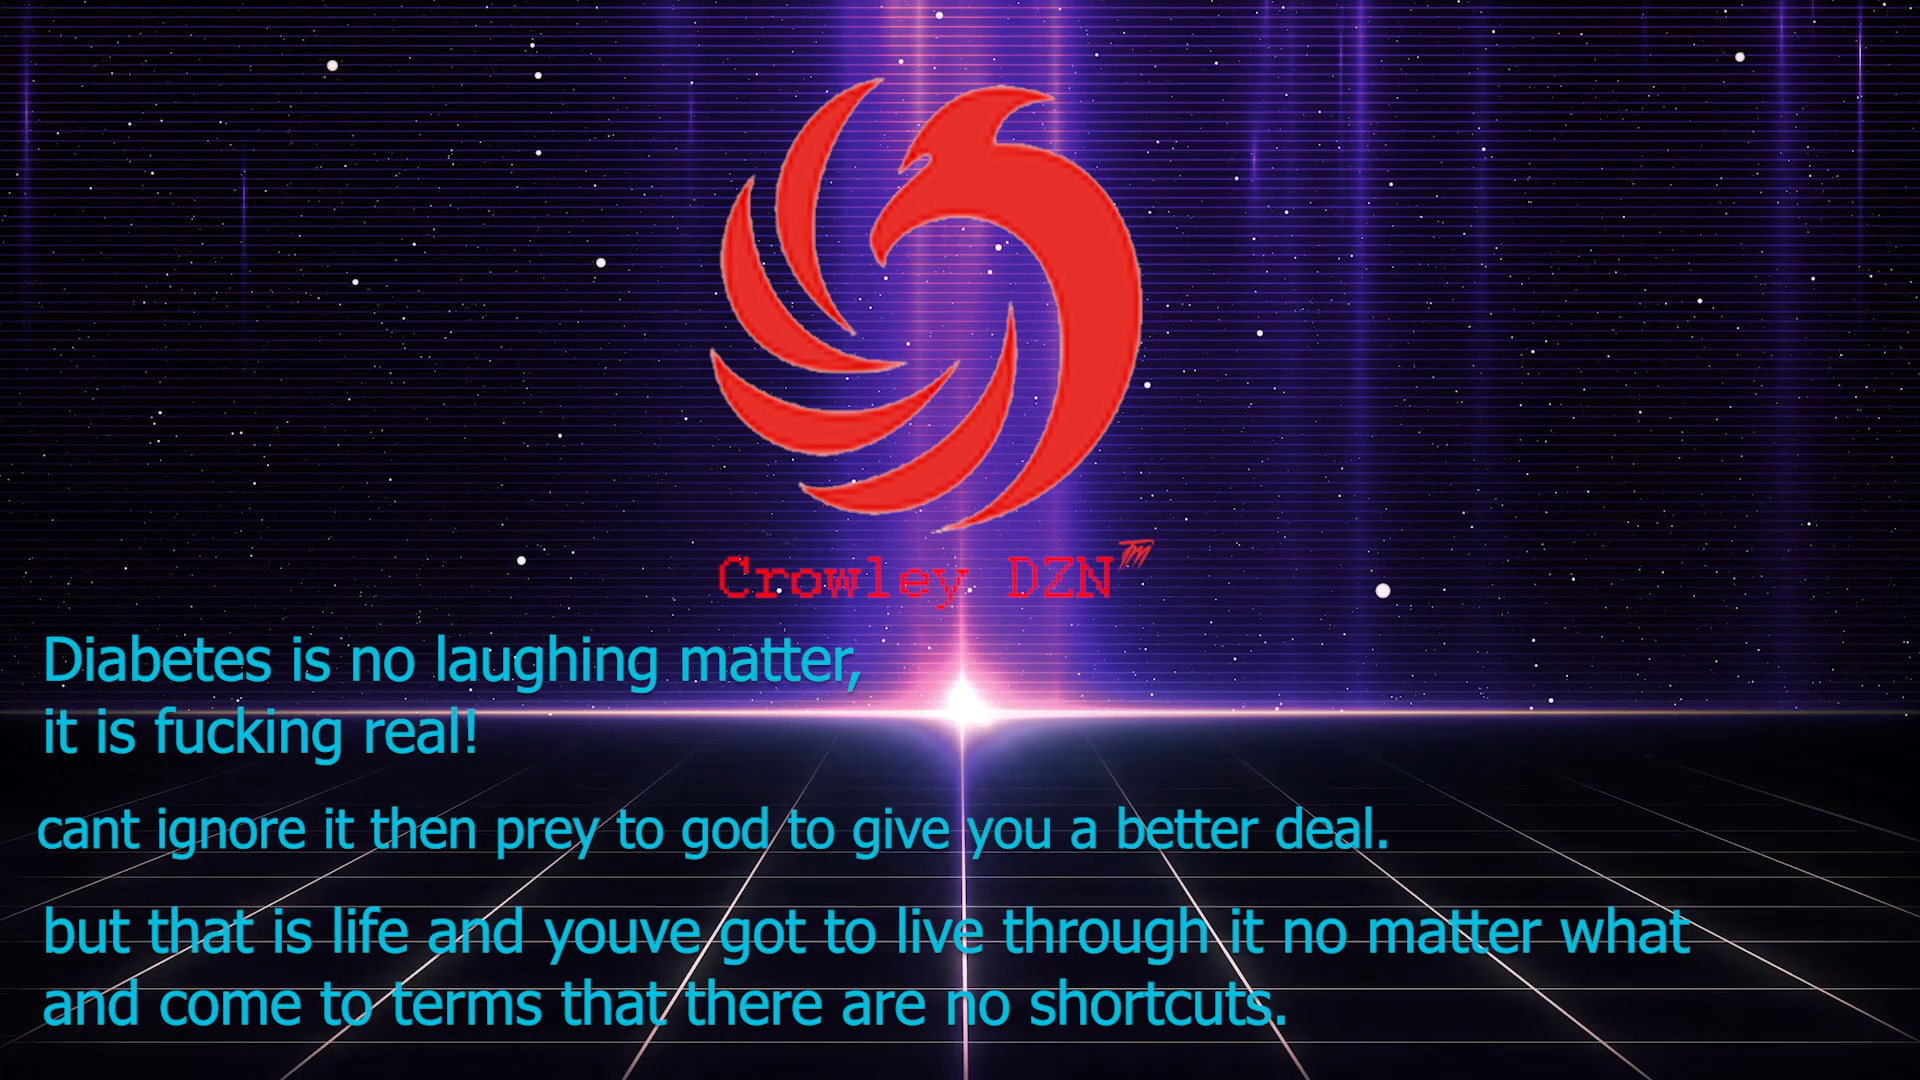 Crowley DZN™
Diabetes is no laughing matter,
it is fucking real!
cant ignore it then prey to god to give you a better deal.
but that is life and youve got to live through it no matter what
and come to terms that there are no shortcuts.